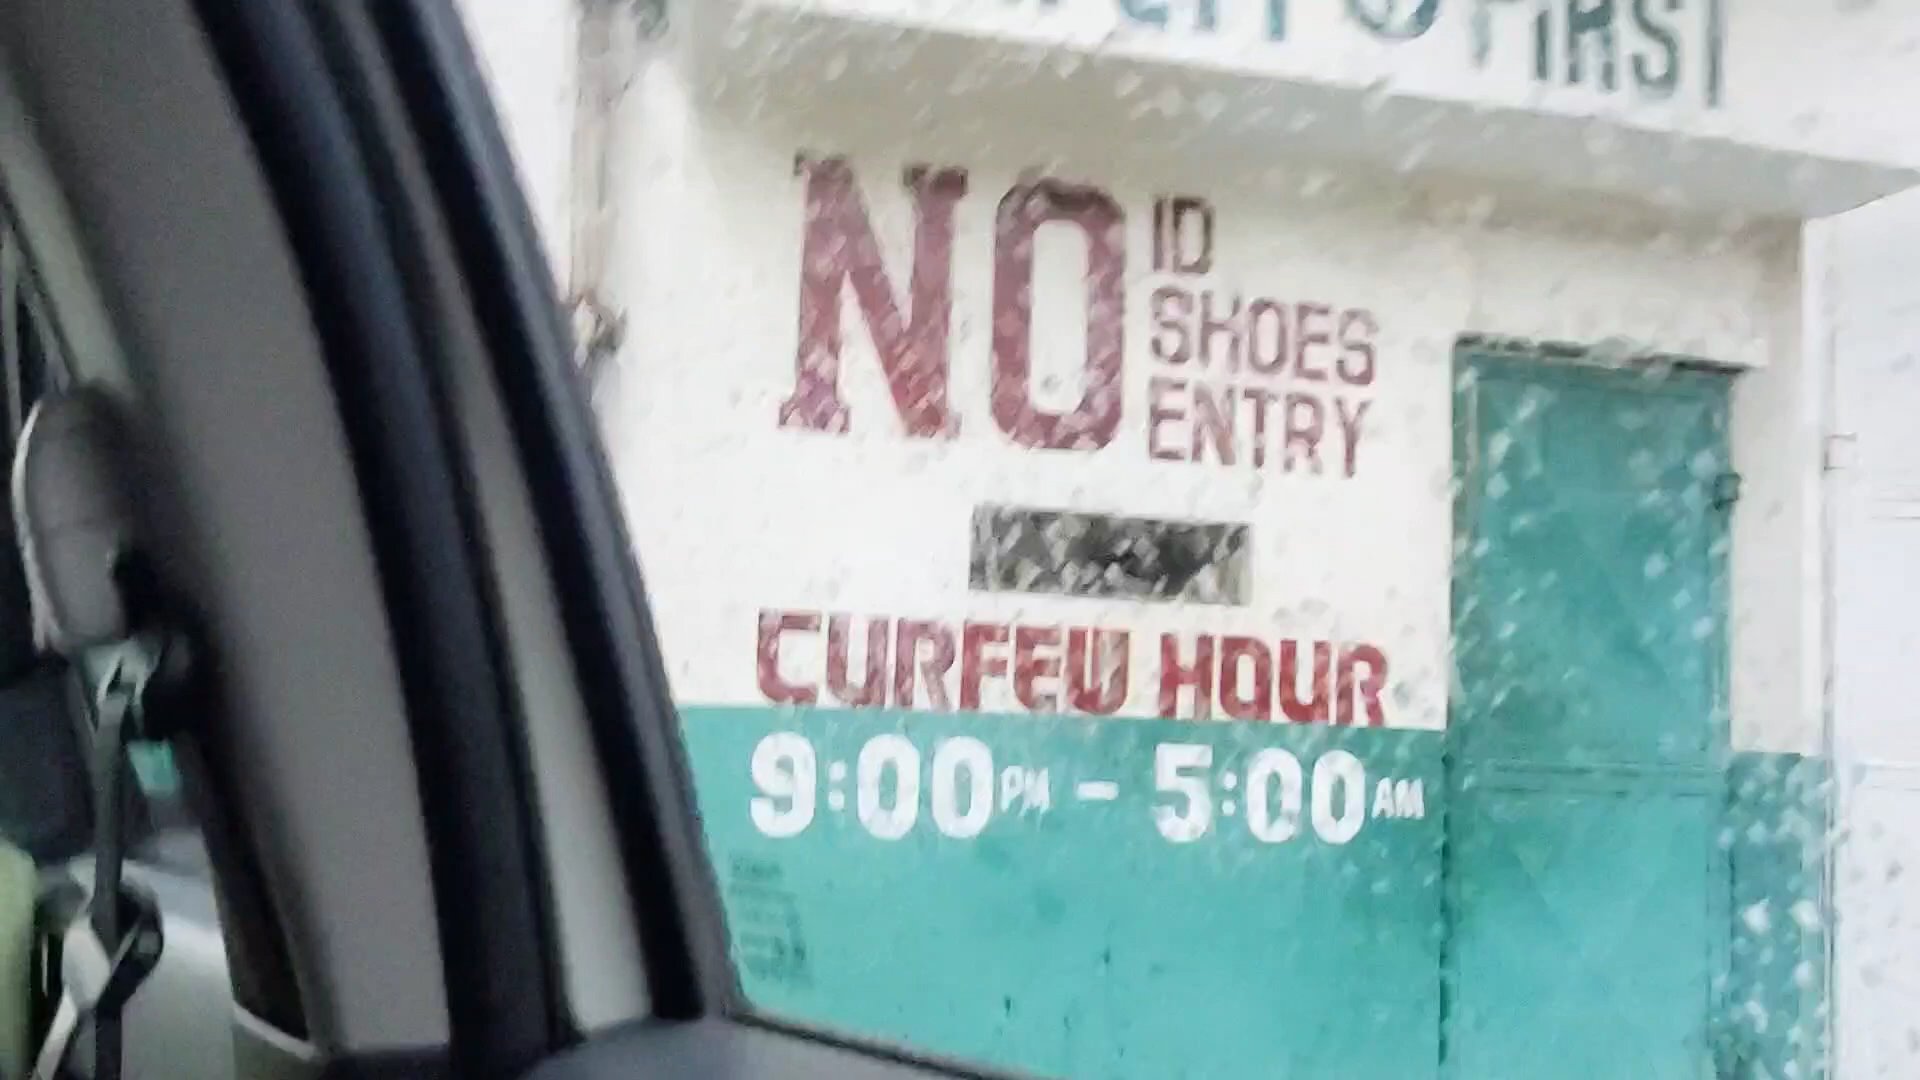 FIRST
NO
ID
SHOES
ENTRY
CURFEW HOUR
9:00PM - 5:00AM